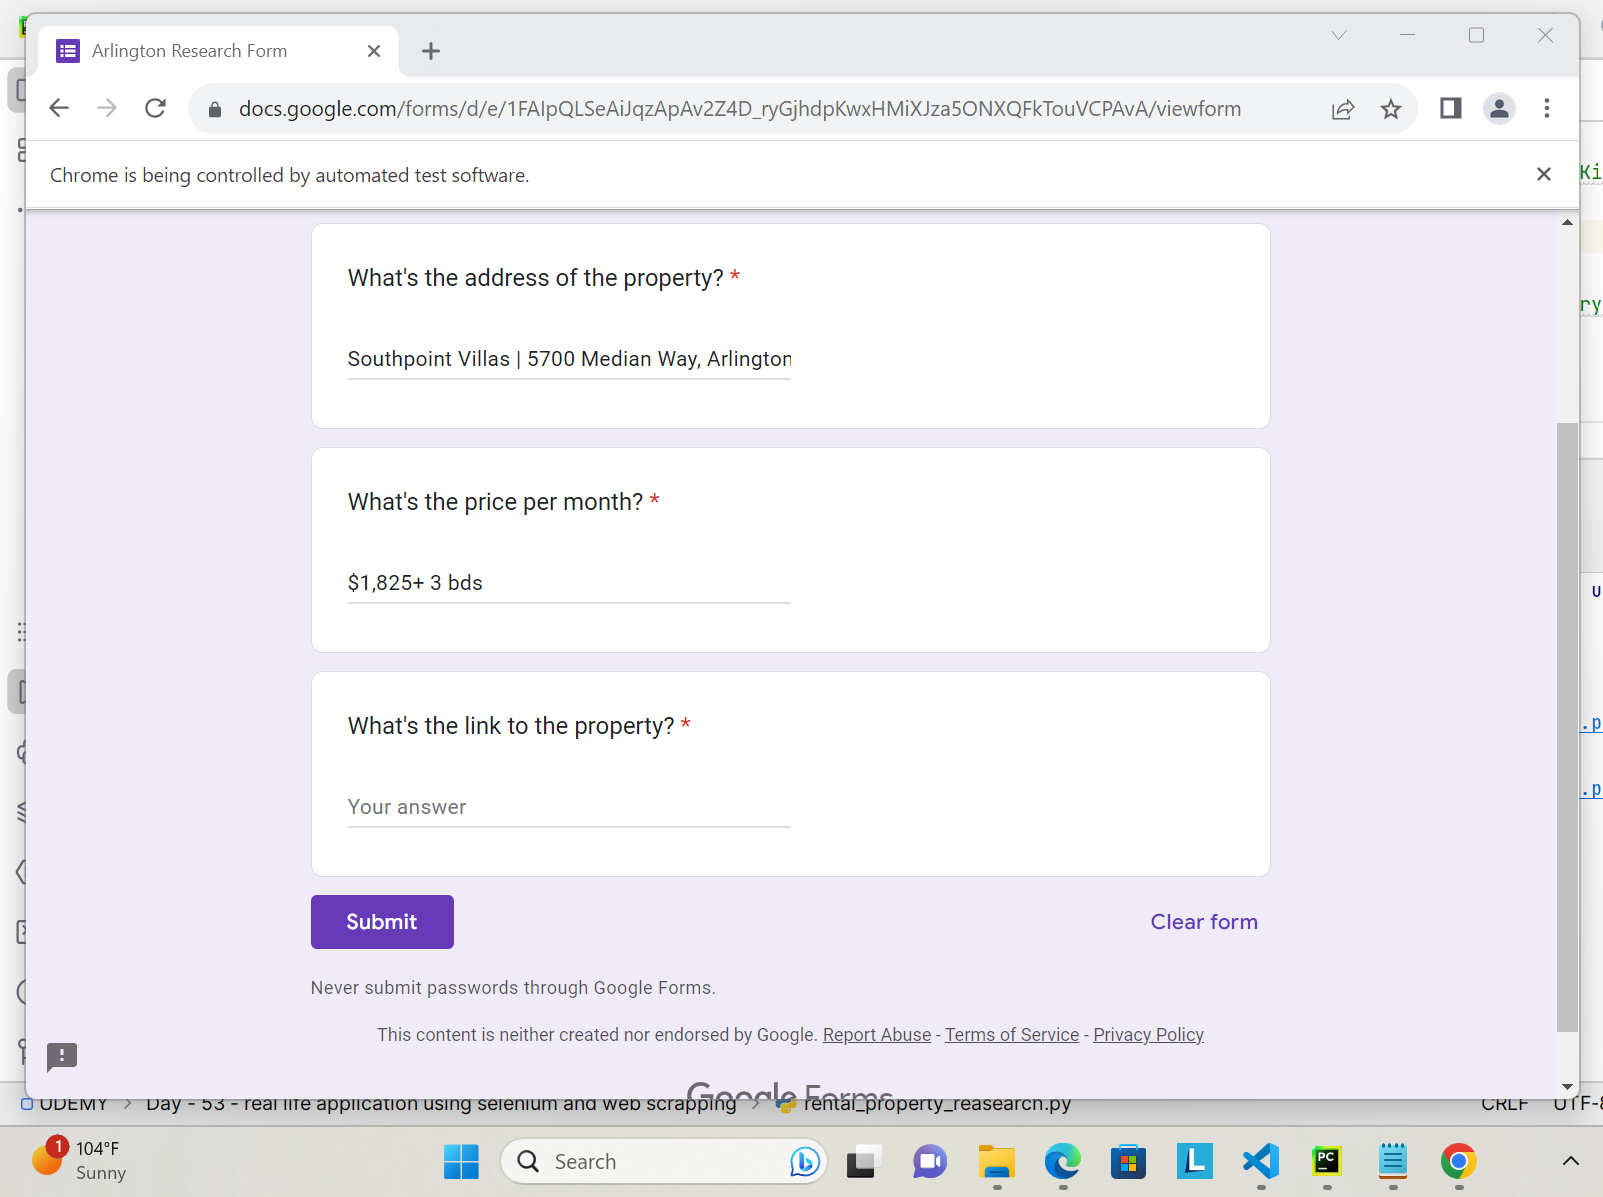 Arlington Research Form
docs.google.com/forms/d/e/1FAIpQLSeAiJqzApAv2Z4D_ryGjhdpKwxHMiXJza5ONXQFkTouVCPAvA/viewform
Chrome is being controlled by automated test software.
Ki
What's the address of the property? *
ry
Southpoint Villas | 5700 Median Way, Arlington
What's the price per month? *
$1,825+ 3 bds
U
What's the link to the property? *
.p
Your answer
.p
Submit
Clear form
Never submit passwords through Google Forms.
This content is neither created nor endorsed by Google. Report Abuse - Terms of Service - Privacy Policy
Google Forms
UDEMY > Day - 53 - real life application using selenium and web scrapping > rental_property_reasearch.py
CRLF UTF-8
1
104°F
Sunny
Search
L
PC